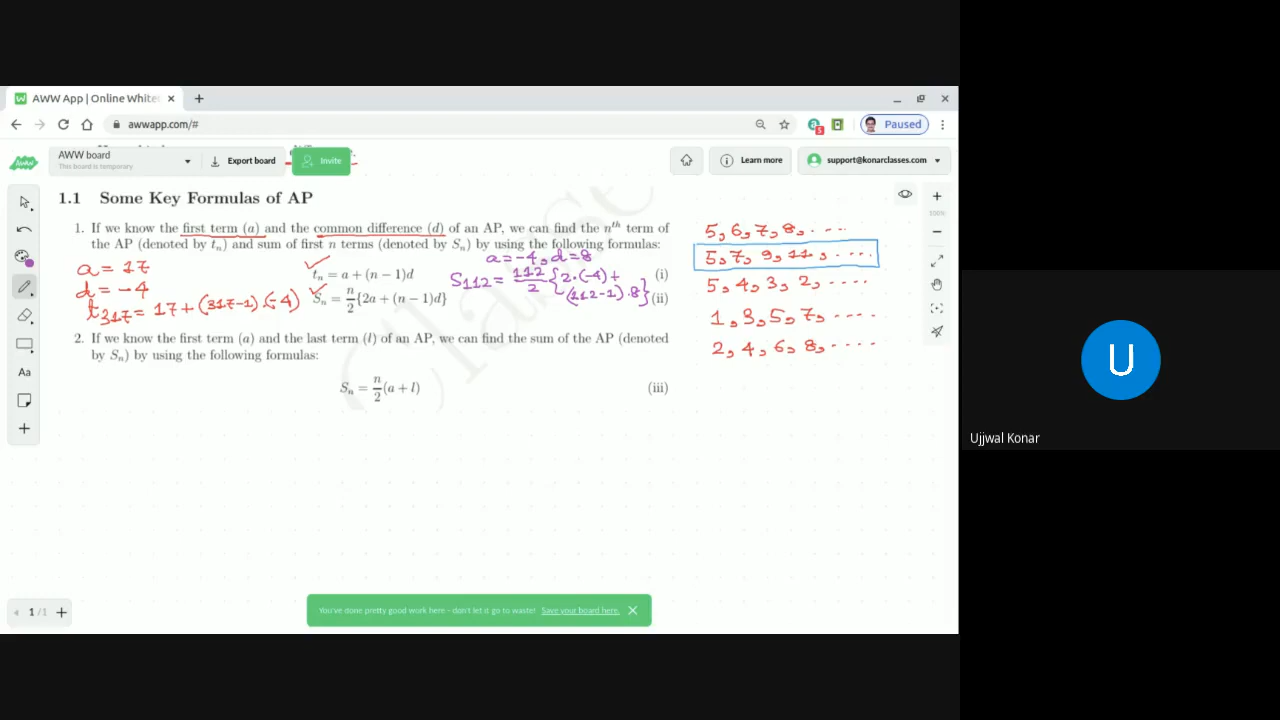 AWW App | Online White
awwapp.com/#
Paused
AWW board
This board is temporary
Export board
Invite
Learn more
support@konarclasses.com
1.1 Some Key Formulas of AP
1. If we know the first term (a) and the common difference (d) of an AP, we can find the nᵗʰ term of
the AP (denoted by tₙ) and sum of first n terms (denoted by Sₙ) by using the following formulas:
a = 17
d = -4
t₃₁₇ = 17 + (317-1).(-4)
tₙ = a + (n − 1)d (i)
Sₙ = n/2{2a + (n − 1)d} (ii)
a = -4, d = 8
S₁₁₂ = 112/2 {2.(-4) +
(112-1).8}
2. If we know the first term (a) and the last term (l) of an AP, we can find the sum of the AP (denoted
by Sₙ) by using the following formulas:
Sₙ = n/2(a + l) (iii)
5, 6, 7, 8, ....
5, 7, 9, 11, ....
5, 4, 3, 2, ....
1, 3, 5, 7, ....
2, 4, 6, 8, ....
100%
Aa
1 / 1
You've done pretty good work here - don't let it go to waste! Save your board here.
U
Ujjwal Konar